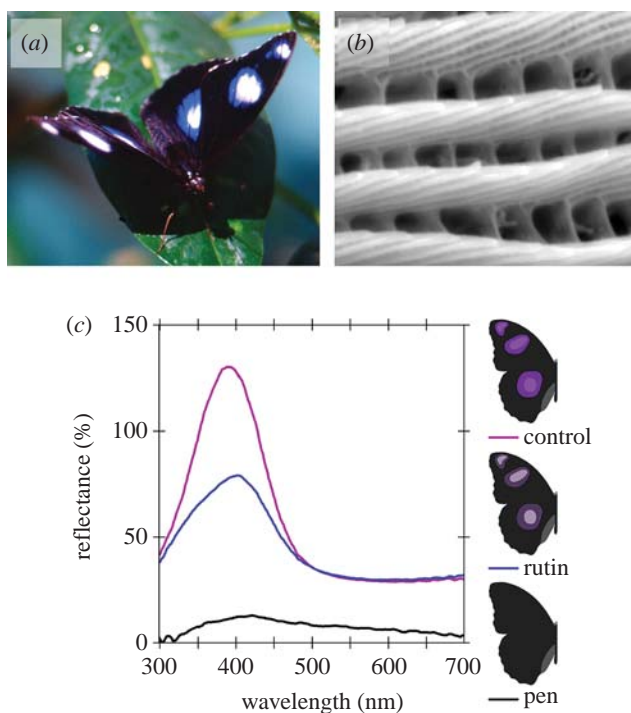 (a)
(b)
(c)
150
100
50
0
reflectance (%)
300 400 500 600 700
wavelength (nm)
control
rutin
pen